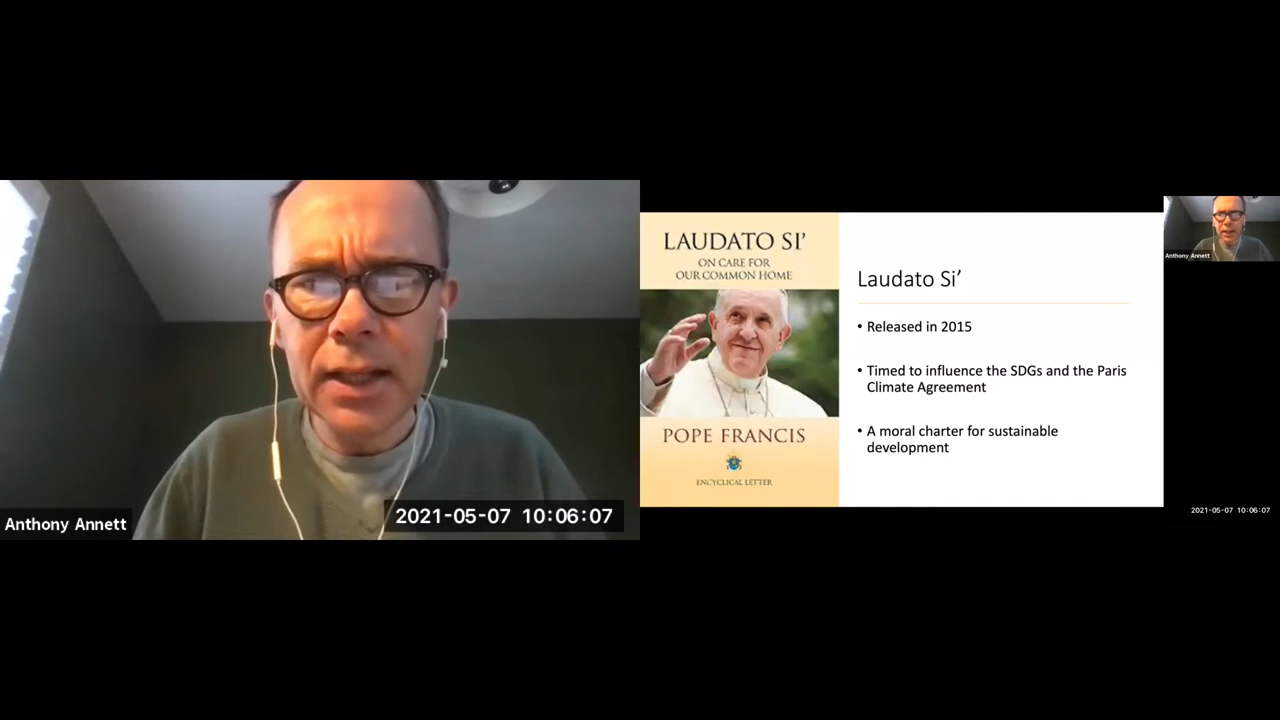 Anthony Annett
2021-05-07 10:06:07
LAUDATO SI'
ON CARE FOR
OUR COMMON HOME
POPE FRANCIS
ENCYCLICAL LETTER
Laudato Si’
• Released in 2015
• Timed to influence the SDGs and the Paris
Climate Agreement
• A moral charter for sustainable
development
Anthony Annett
2021-05-07 10:06:07